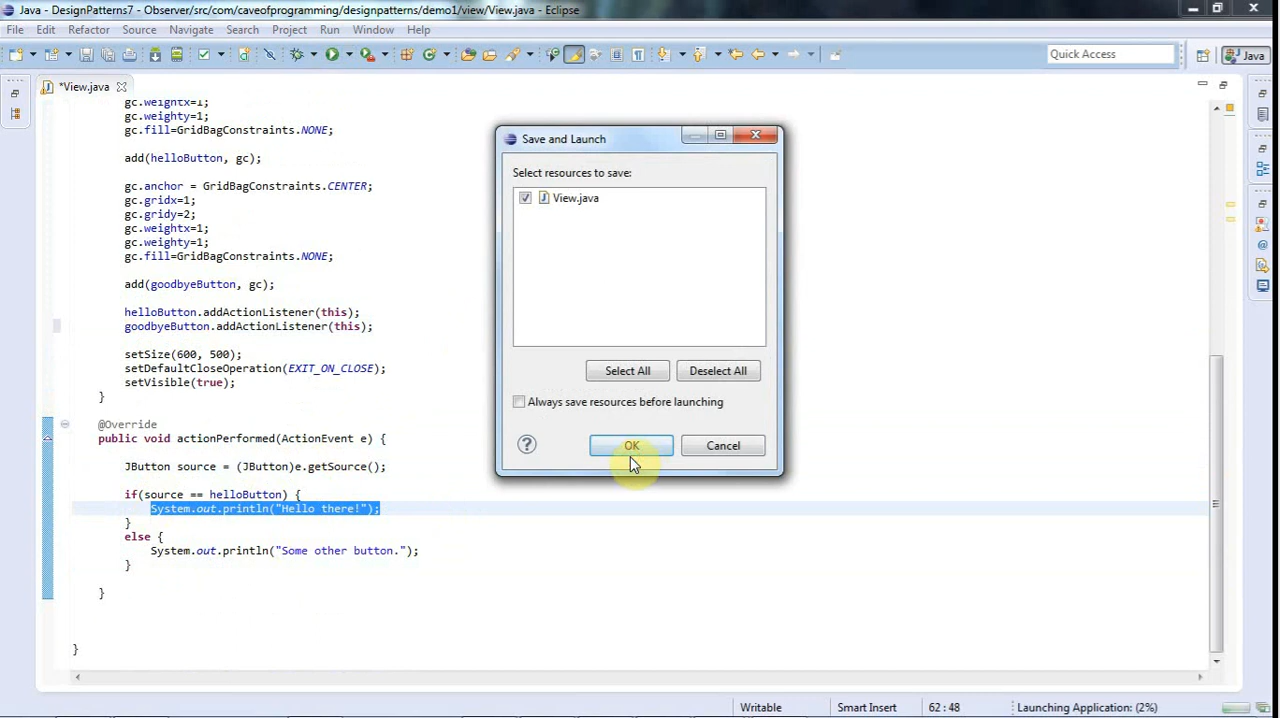 Java - DesignPatterns7 - Observer/src/com/caveofprogramming/designpatterns/demo1/view/View.java - Eclipse
File Edit Refactor Source Navigate Search Project Run Window Help
Quick Access
Java
*View.java
gc.weightx=1;
gc.weighty=1;
gc.fill=GridBagConstraints.NONE;
add(helloButton, gc);
gc.anchor = GridBagConstraints.CENTER;
gc.gridx=1;
gc.gridy=2;
gc.weightx=1;
gc.weighty=1;
gc.fill=GridBagConstraints.NONE;
add(goodbyeButton, gc);
helloButton.addActionListener(this);
goodbyeButton.addActionListener(this);
setSize(600, 500);
setDefaultCloseOperation(EXIT_ON_CLOSE);
setVisible(true);
}
@Override
public void actionPerformed(ActionEvent e) {
JButton source = (JButton)e.getSource();
if(source == helloButton) {
System.out.println("Hello there!");
}
else {
System.out.println("Some other button.");
}
}
}
Save and Launch
Select resources to save:
View.java
Select All Deselect All
Always save resources before launching
OK Cancel
Writable Smart Insert 62 : 48 Launching Application: (2%)